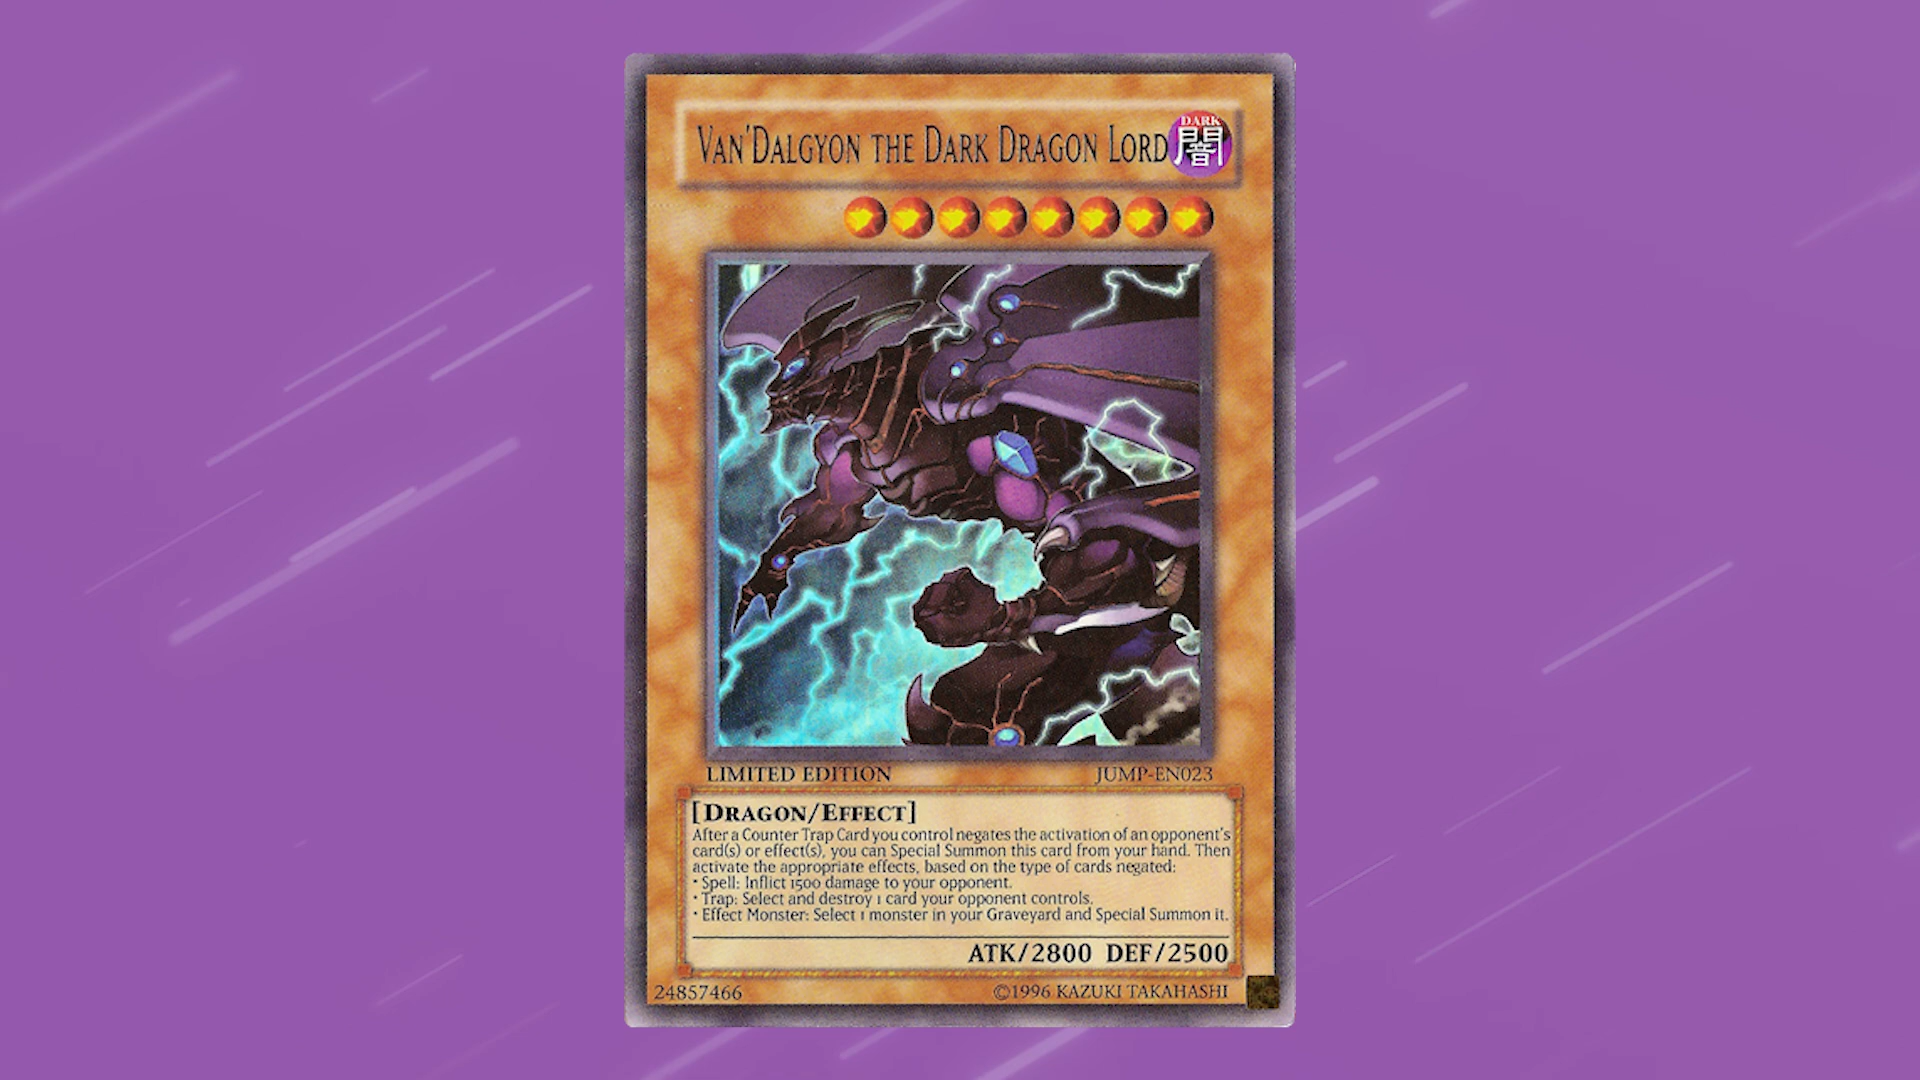 Van'Dalgyon the Dark Dragon Lord
DARK
闇
LIMITED EDITION
JUMP-EN023
[Dragon/Effect]
After a Counter Trap Card you control negates the activation of an opponent's
card(s) or effect(s), you can Special Summon this card from your hand. Then
activate the appropriate effects, based on the type of cards negated:
• Spell: Inflict 1500 damage to your opponent.
• Trap: Select and destroy 1 card your opponent controls.
• Effect Monster: Select 1 monster in your Graveyard and Special Summon it.
ATK/2800 DEF/2500
24857466
©1996 KAZUKI TAKAHASHI